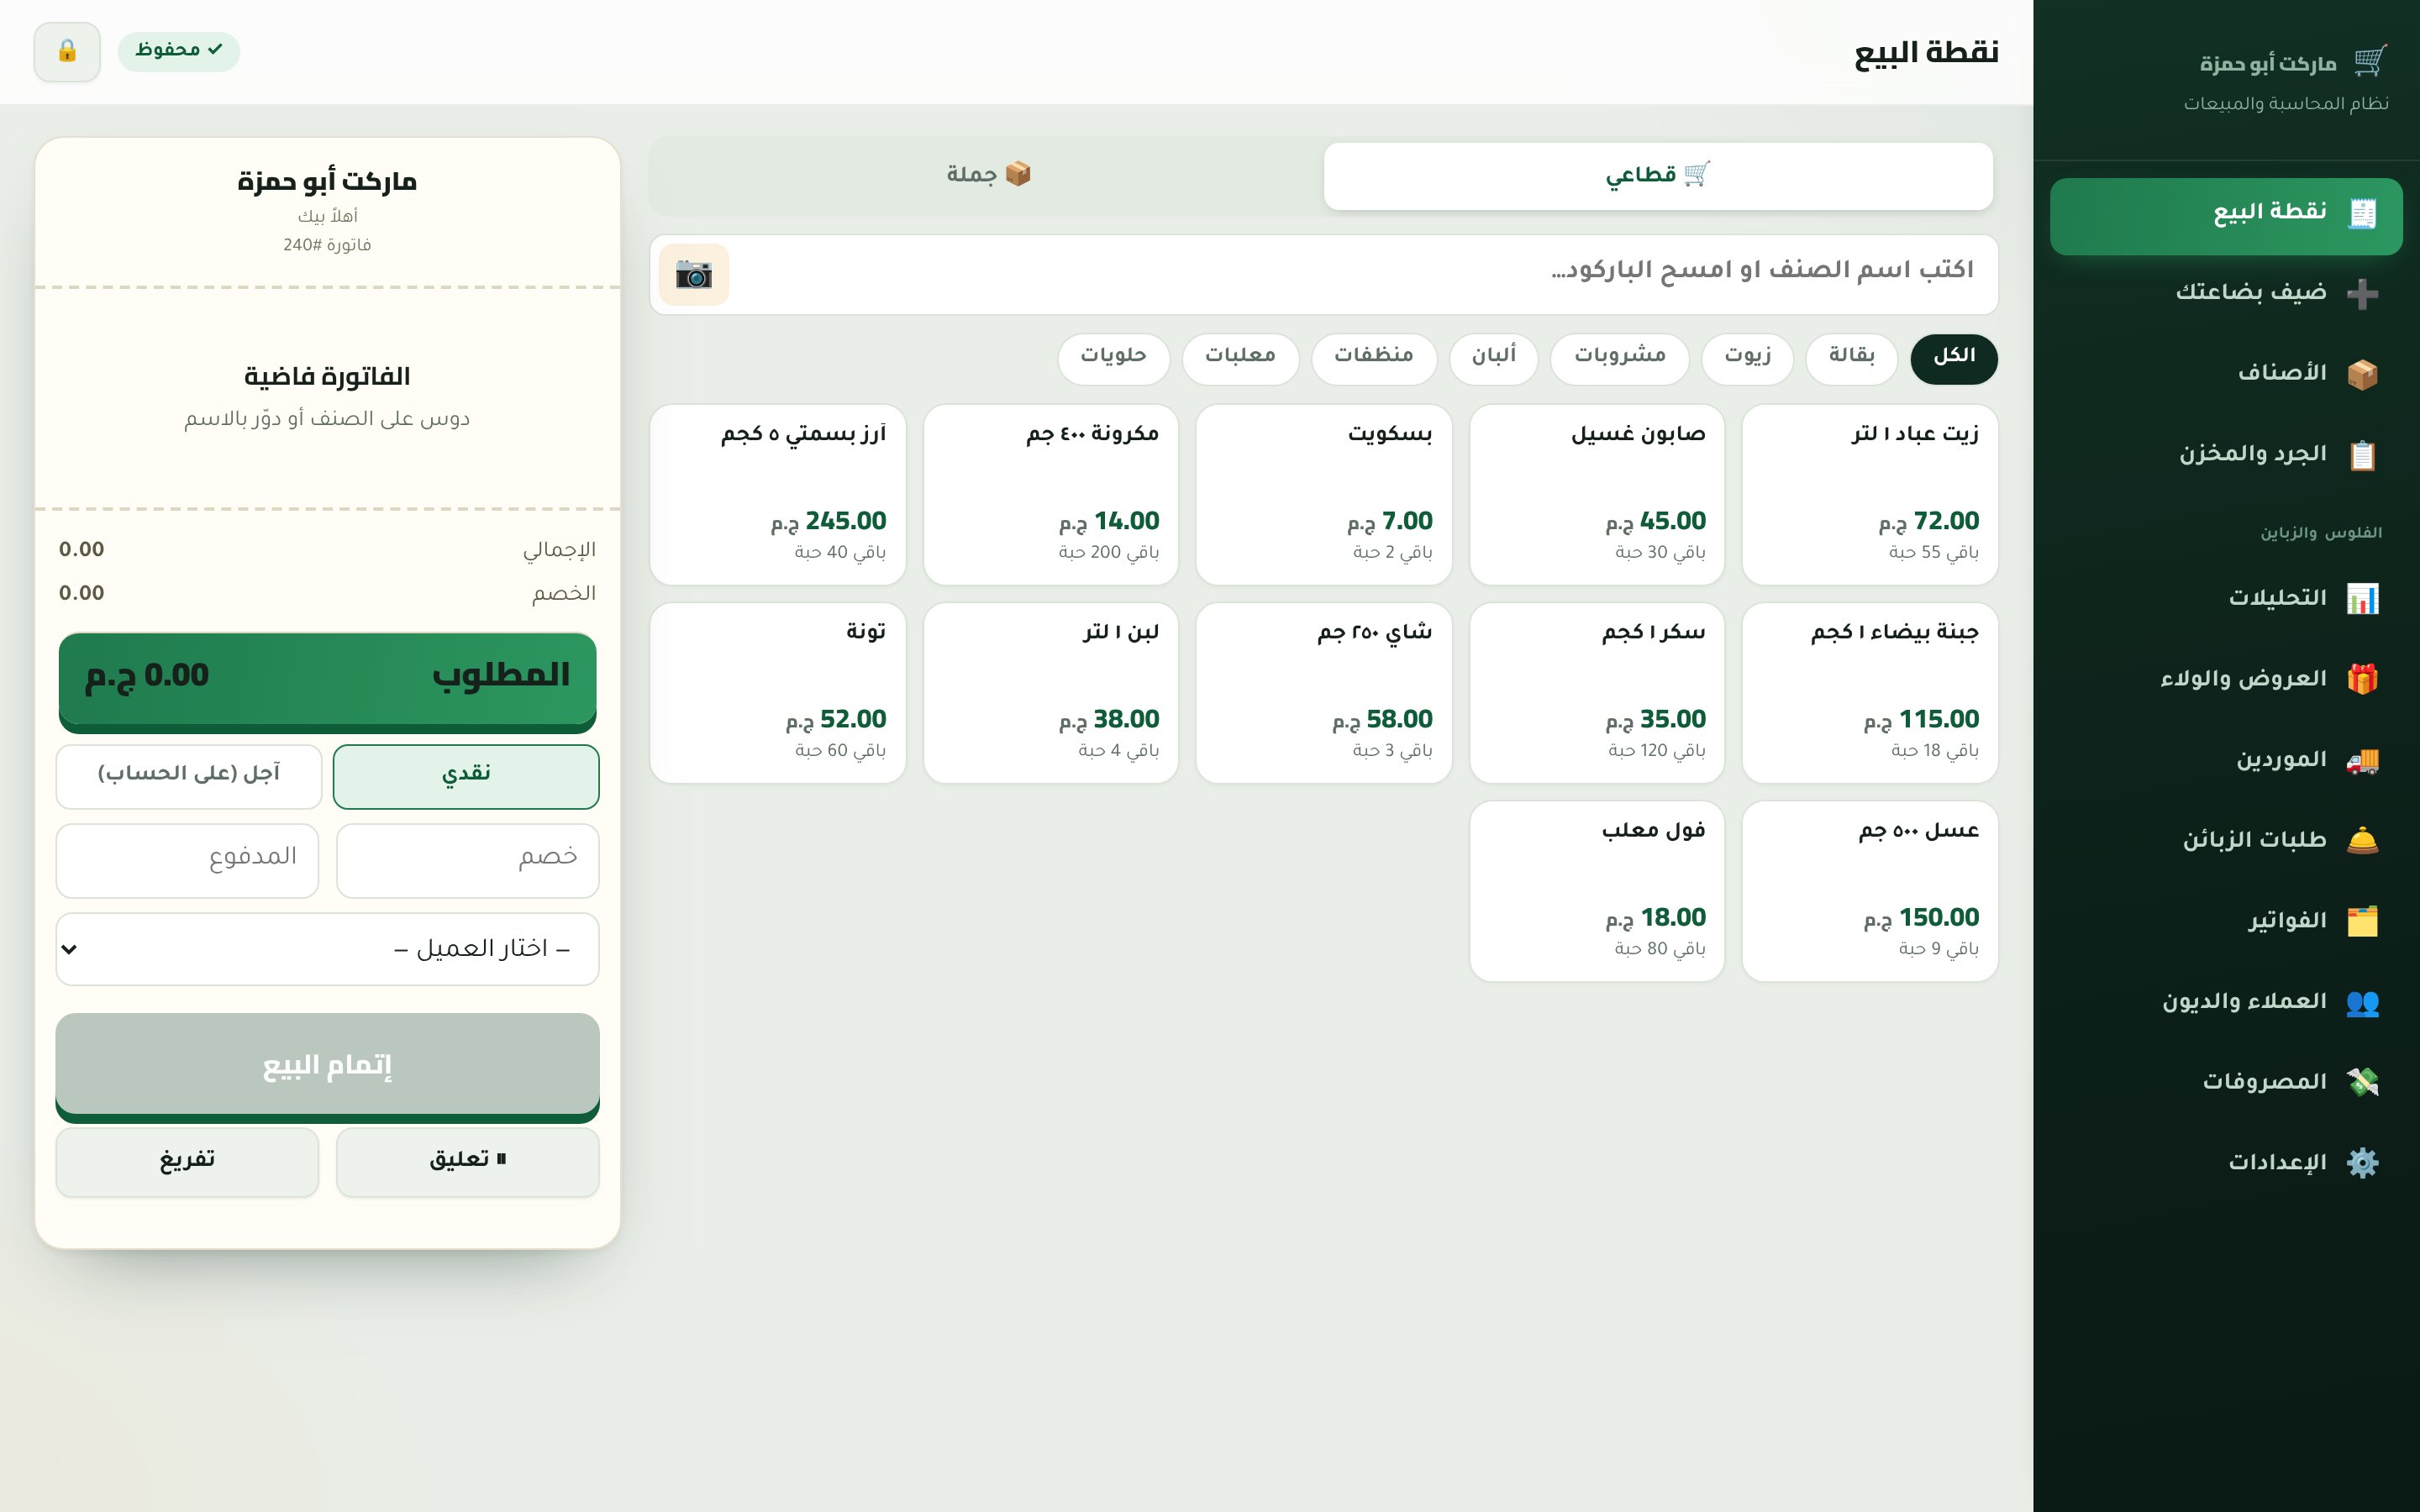 ماركت أبو حمزة
نظام المحاسبة والمبيعات
نقطة البيع
ضيف بضاعتك
الأصناف
الجرد والمخزن
الفلوس والزباين
التحليلات
العروض والولاء
الموردين
طلبات الزبائن
الفواتير
العملاء والديون
المصروفات
الإعدادات
نقطة البيع
✓ محفوظ
قطاعي
جملة
اكتب اسم الصنف او امسح الباركود...
الكل
بقالة
زيوت
مشروبات
ألبان
منظفات
معلبات
حلويات
زيت عباد ١ لتر
72.00 ج.م
باقي 55 حبة
صابون غسيل
45.00 ج.م
باقي 30 حبة
بسكويت
7.00 ج.م
باقي 2 حبة
مكرونة ٤٠٠ جم
14.00 ج.م
باقي 200 حبة
أرز بسمتي ٥ كجم
245.00 ج.م
باقي 40 حبة
جبنة بيضاء ١ كجم
115.00 ج.م
باقي 18 حبة
سكر ١ كجم
35.00 ج.م
باقي 120 حبة
شاي ٢٥٠ جم
58.00 ج.م
باقي 3 حبة
لبن ١ لتر
38.00 ج.م
باقي 4 حبة
تونة
52.00 ج.م
باقي 60 حبة
عسل ٥٠٠ جم
150.00 ج.م
باقي 9 حبة
فول معلب
18.00 ج.م
باقي 80 حبة
ماركت أبو حمزة
أهلاً بيك
فاتورة #240
الفاتورة فاضية
دوس على الصنف أو دوّر بالاسم
الإجمالي 0.00
الخصم 0.00
المطلوب 0.00 ج.م
نقدي
آجل (على الحساب)
خصم
المدفوع
— اختار العميل —
إتمام البيع
⏸ تعليق
تفريغ